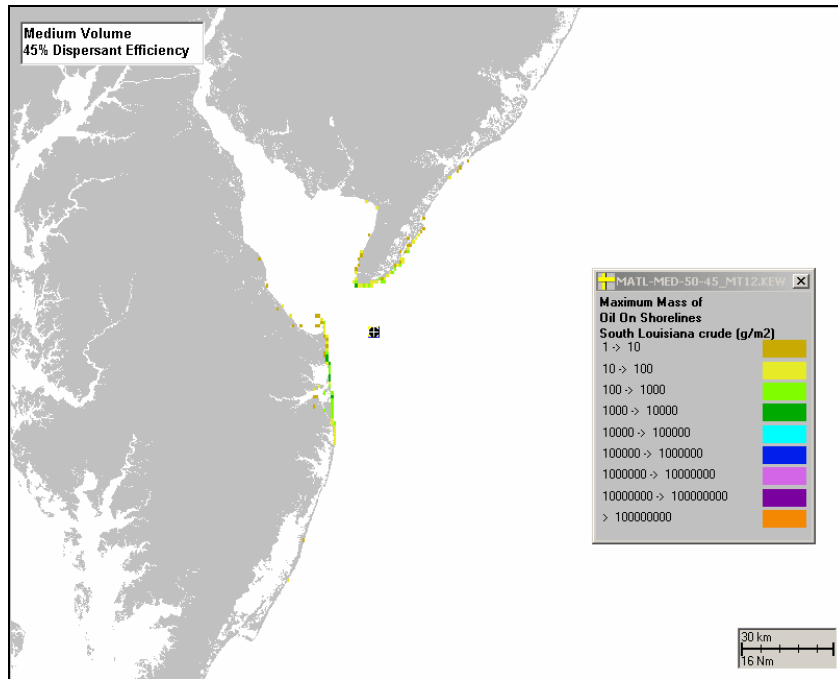 Medium Volume
45% Dispersant Efficiency
MATL-MED-50-45_MT12.KEW
Maximum Mass of
Oil On Shorelines
South Louisiana crude (g/m2)
1 -> 10
10 -> 100
100 -> 1000
1000 -> 10000
10000 -> 100000
100000 -> 1000000
1000000 -> 10000000
10000000 -> 100000000
> 100000000
30 km
16 Nm